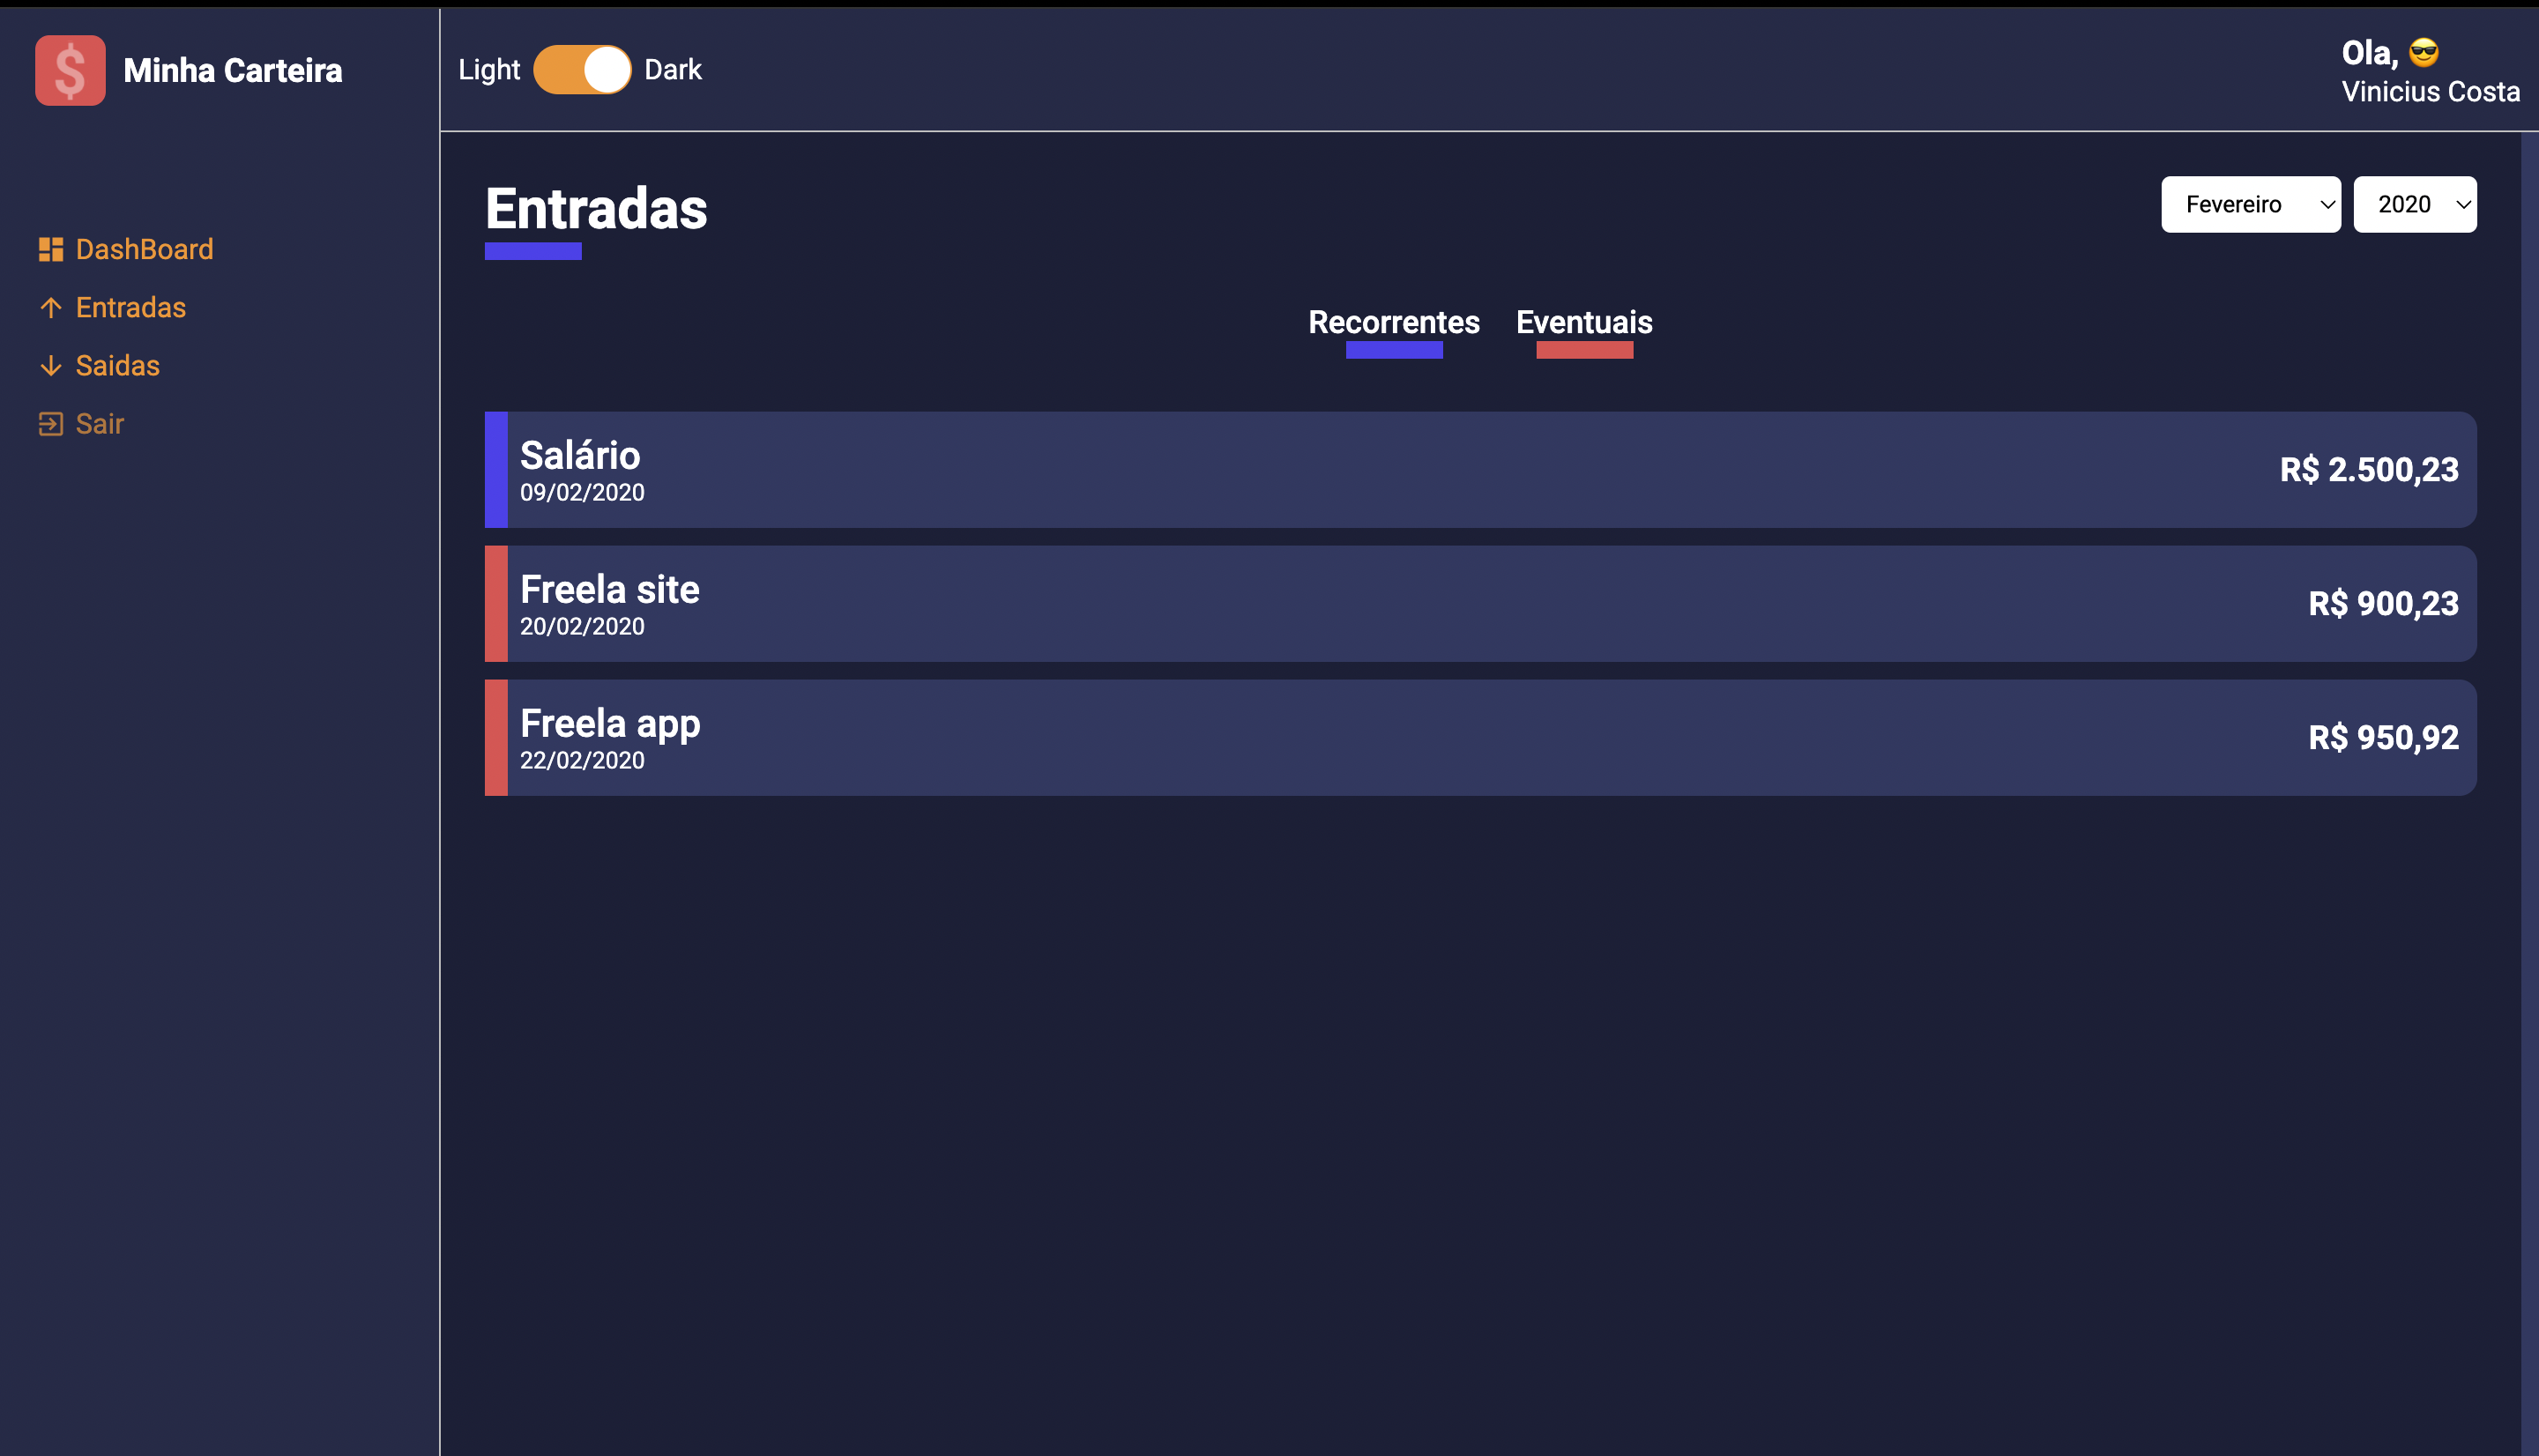 $ Minha Carteira
Light Dark
Ola, 😎
Vinicius Costa
DashBoard
Entradas
Saidas
Sair
Entradas
Fevereiro 2020
Recorrentes Eventuais
Salário
09/02/2020
R$ 2.500,23
Freela site
20/02/2020
R$ 900,23
Freela app
22/02/2020
R$ 950,92